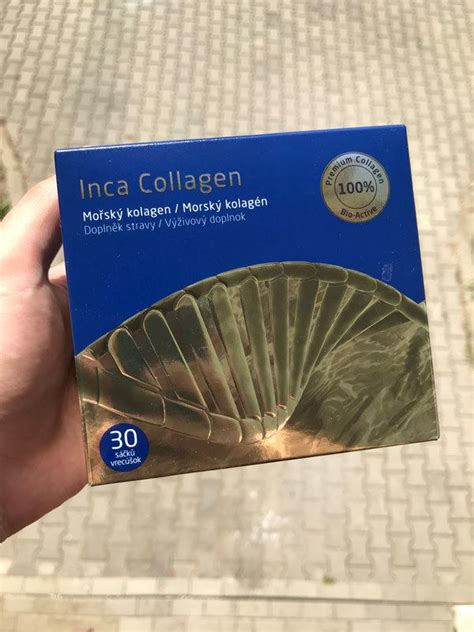 Inca Collagen
Mořský kolagen / Morský kolagén
Doplněk stravy / Výživový doplnok
Premium Collagen
100%
Bio-Active
30
sáčků
vrecúšok